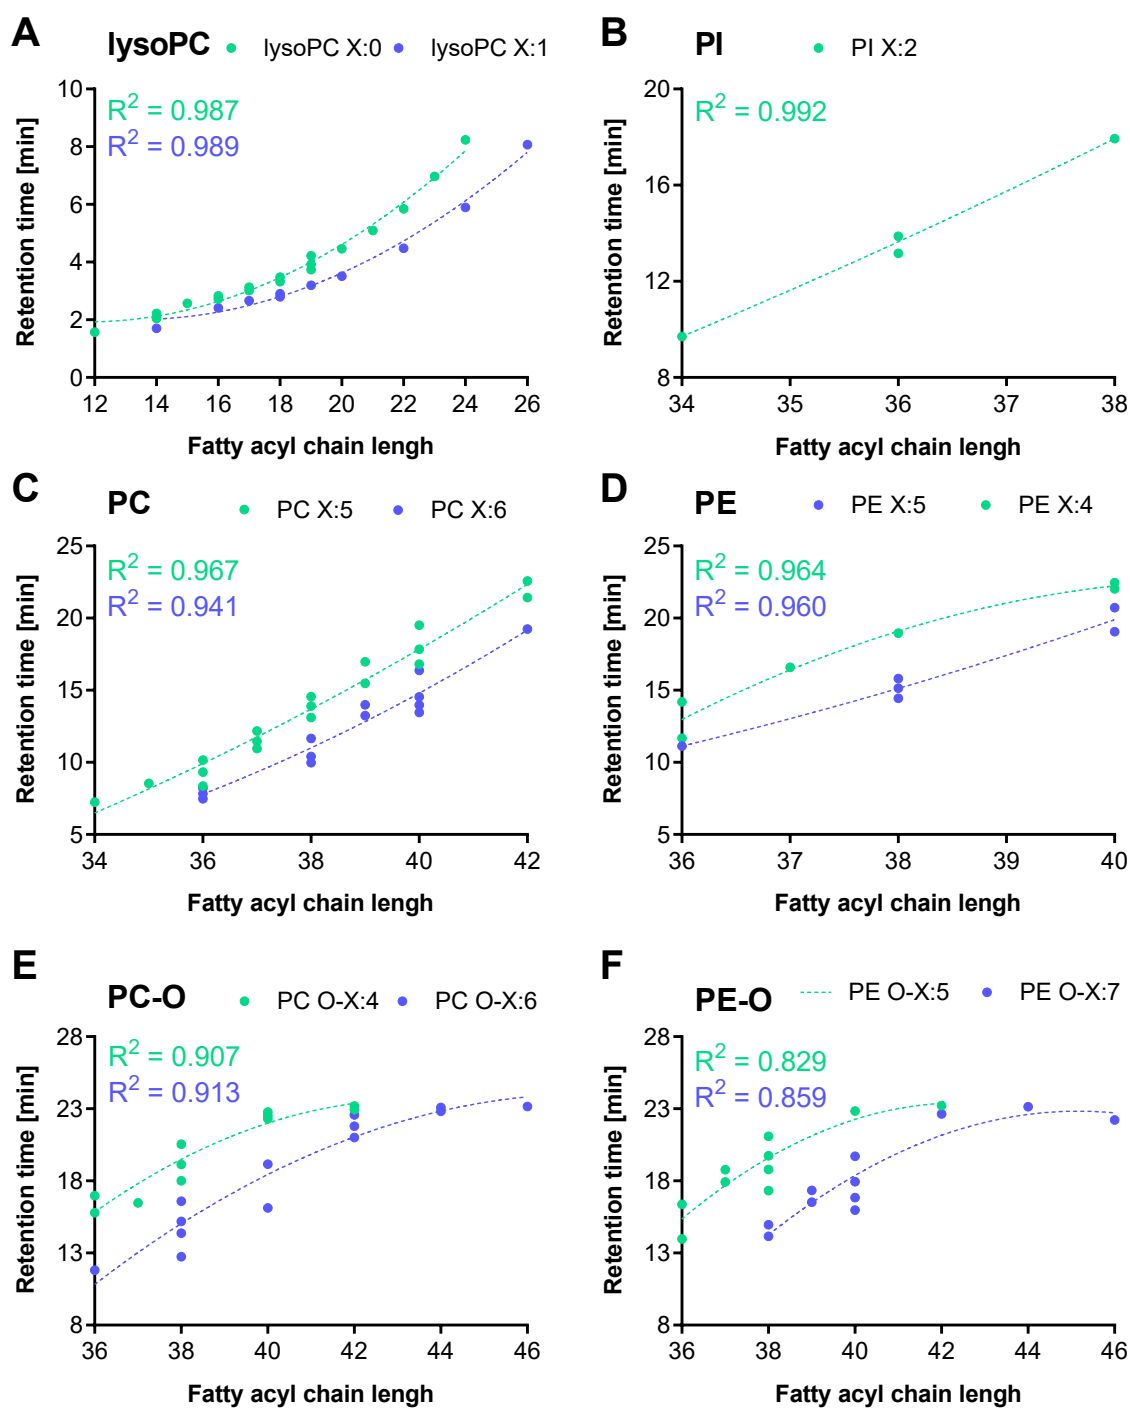 A
lysoPC
lysoPC X:0
lysoPC X:1
R² = 0.987
R² = 0.989
Retention time [min]
10
8
6
4
2
0
12 14 16 18 20 22 24 26
Fatty acyl chain lengh
B
PI
PI X:2
R² = 0.992
Retention time [min]
20
16
12
8
34 35 36 37 38
Fatty acyl chain lengh
C
PC
PC X:5
PC X:6
R² = 0.967
R² = 0.941
Retention time [min]
25
20
15
10
5
34 36 38 40 42
Fatty acyl chain lengh
D
PE
PE X:5
PE X:4
R² = 0.964
R² = 0.960
Retention time [min]
25
20
15
10
5
36 37 38 39 40
Fatty acyl chain lengh
E
PC-O
PC O-X:4
PC O-X:6
R² = 0.907
R² = 0.913
Retention time [min]
28
23
18
13
8
36 38 40 42 44 46
Fatty acyl chain lengh
F
PE-O
PE O-X:5
PE O-X:7
R² = 0.829
R² = 0.859
Retention time [min]
28
23
18
13
8
36 38 40 42 44 46
Fatty acyl chain lengh